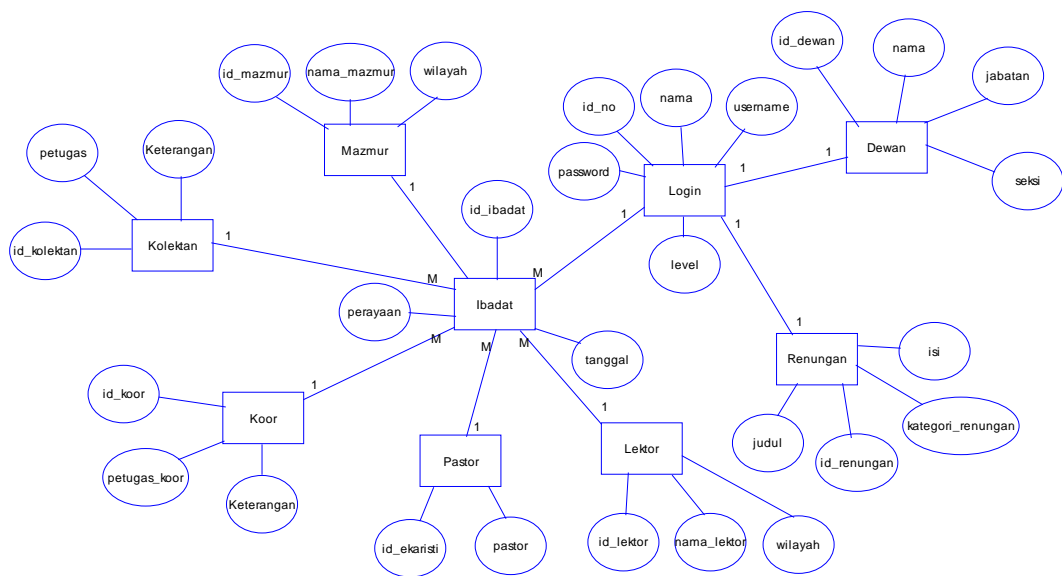 id_dewan
nama
jabatan
seksi
Dewan
id_mazmur
nama_mazmur
wilayah
Mazmur
id_no
nama
username
password
Login
level
petugas
Keterangan
id_kolektan
Kolektan
id_ibadat
perayaan
Ibadat
tanggal
1
1
1
1
1
1
M
M
M
M
M
1
1
1
1
Renungan
isi
kategori_renungan
id_renungan
judul
id_koor
petugas_koor
Keterangan
Koor
Pastor
id_ekaristi
pastor
Lektor
id_lektor
nama_lektor
wilayah